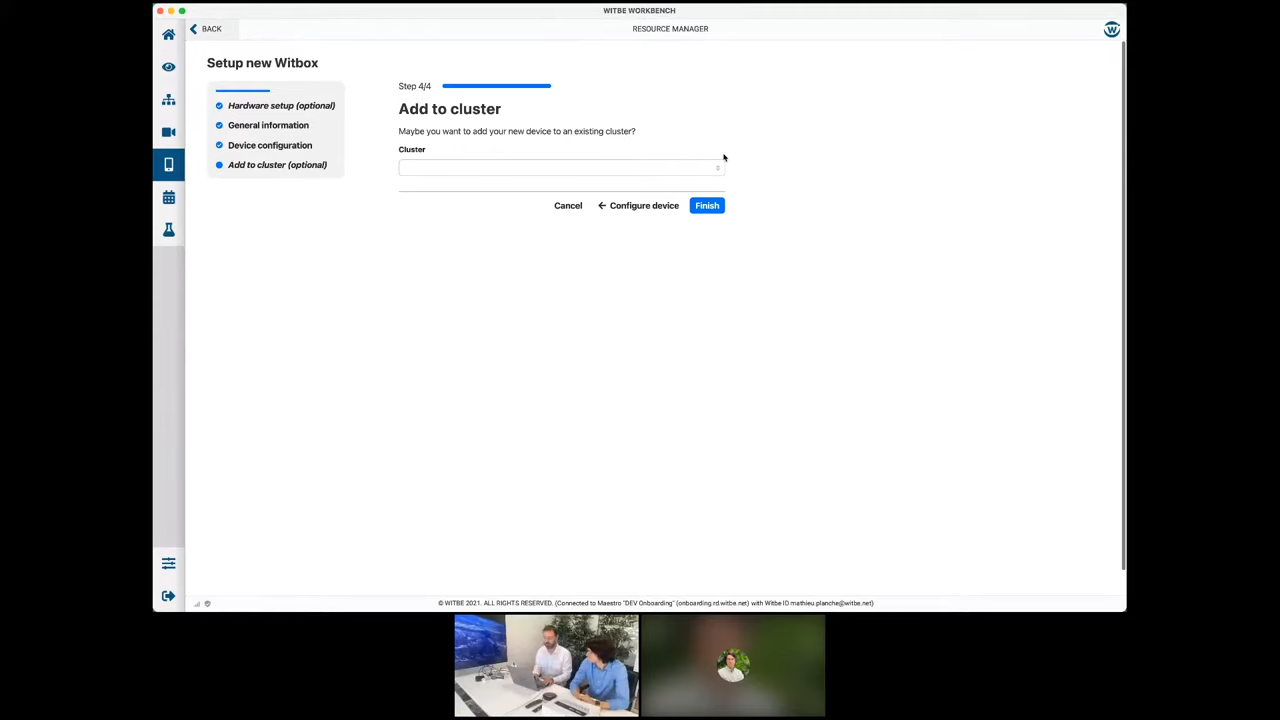 WITBE WORKBENCH
BACK
RESOURCE MANAGER
W
Setup new Witbox
Hardware setup (optional)
General information
Device configuration
Add to cluster (optional)
Step 4/4
Add to cluster
Maybe you want to add your new device to an existing cluster?
Cluster
Cancel
← Configure device
Finish
© WITBE 2021. ALL RIGHTS RESERVED. (Connected to Maestro "DEV Onboarding" (onboarding.rd.witbe.net) with Witbe ID mathieu.planche@witbe.net)